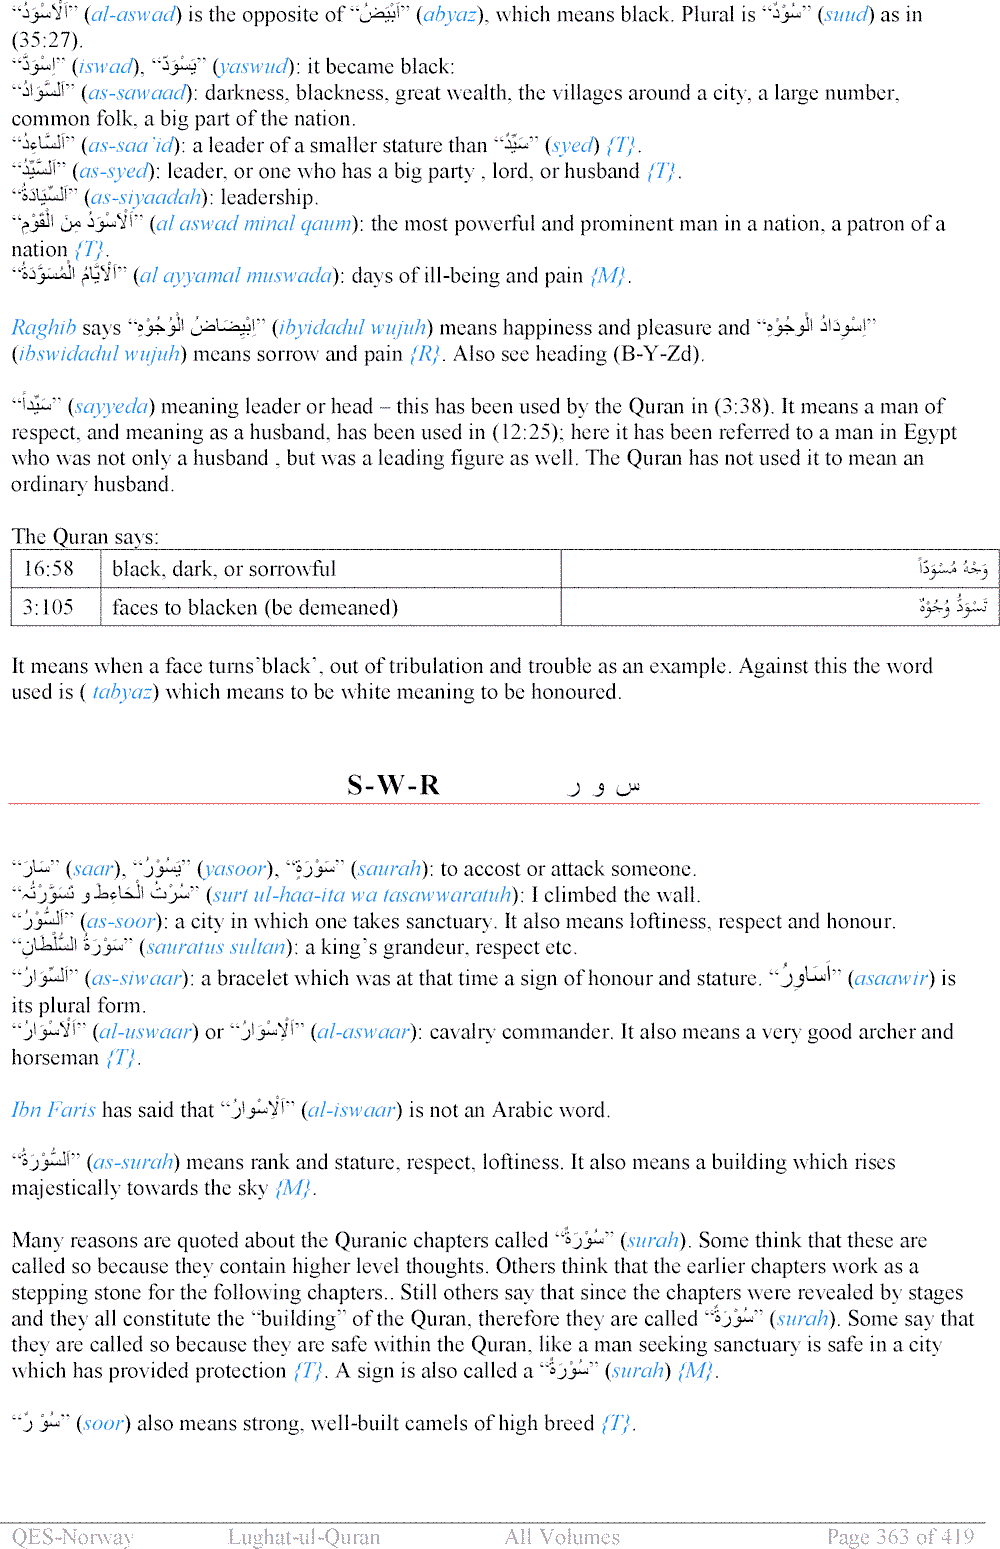 “اَلْاَسْوَدُ” (al-aswad) is the opposite of “اَبْيَضُ” (abyaz), which means black. Plural is “سُوْدٌ” (suud) as in
(35:27).
“اِسْوَدَّ” (iswad), “يَسْوَدّ” (yaswud): it became black:
“اَلسَّوَادُ” (as-sawaad): darkness, blackness, great wealth, the villages around a city, a large number,
common folk, a big part of the nation.
“اَلسَّاءِدُ” (as-saa’id): a leader of a smaller stature than “سَيِّدٌ” (syed) {T}.
“اَلسَّيِّدُ” (as-syed): leader, or one who has a big party , lord, or husband {T}.
“اَلسِّيَادَةُ” (as-siyaadah): leadership.
“اَلْاَسْوَدُ مِنَ الْقَوْمِ” (al aswad minal qaum): the most powerful and prominent man in a nation, a patron of a
nation {T}.
“اَلْاَيَّامُ الْمُسَوَّدَةُ” (al ayyamal muswada): days of ill-being and pain {M}.
Raghib says “اِبْيِضَاضُ الْوُجُوْهِ” (ibyidadul wujuh) means happiness and pleasure and “اِسْوِدَادُ الْوجُوْهِ”
(ibswidadul wujuh) means sorrow and pain {R}. Also see heading (B-Y-Zd).
“سَيِّداً” (sayyeda) meaning leader or head – this has been used by the Quran in (3:38). It means a man of
respect, and meaning as a husband, has been used in (12:25); here it has been referred to a man in Egypt
who was not only a husband , but was a leading figure as well. The Quran has not used it to mean an
ordinary husband.
The Quran says:
16:58 black, dark, or sorrowful وَجْهُ مُسْوَدّاً
3:105 faces to blacken (be demeaned) تَسْوَدُّ وُجُوْهٌ
It means when a face turns’black’, out of tribulation and trouble as an example. Against this the word
used is ( tabyaz) which means to be white meaning to be honoured.
S-W-R س و ر
“سَارَ” (saar), “يَسُوْرُ” (yasoor), “سَوْرَةٍ” (saurah): to accost or attack someone.
“سُرْتُ الْحَاءِطَ و تَسَوَّرْتُہُ” (surt ul-haa-ita wa tasawwaratuh): I climbed the wall.
“اَلسُّوْرُ” (as-soor): a city in which one takes sanctuary. It also means loftiness, respect and honour.
“سَوْرَةُ السُّلْطَانِ” (sauratus sultan): a king’s grandeur, respect etc.
“اَلسِّوَارُ” (as-siwaar): a bracelet which was at that time a sign of honour and stature. “اَسَاوِرُ” (asaawir) is
its plural form.
“اَلْاُسْوَارُ” (al-uswaar) or “اَلْاِسْوَارُ” (al-aswaar): cavalry commander. It also means a very good archer and
horseman {T}.
Ibn Faris has said that “اَلْاِسْوارُ” (al-iswaar) is not an Arabic word.
“اَلسُّوْرَةُ” (as-surah) means rank and stature, respect, loftiness. It also means a building which rises
majestically towards the sky {M}.
Many reasons are quoted about the Quranic chapters called “سُوْرَةٌ” (surah). Some think that these are
called so because they contain higher level thoughts. Others think that the earlier chapters work as a
stepping stone for the following chapters.. Still others say that since the chapters were revealed by stages
and they all constitute the “building” of the Quran, therefore they are called “سُوْرَةٌ” (surah). Some say that
they are called so because they are safe within the Quran, like a man seeking sanctuary is safe in a city
which has provided protection {T}. A sign is also called a “سُوْرَةٌ” (surah) {M}.
“سُوْ رٌ” (soor) also means strong, well-built camels of high breed {T}.
QES-Norway Lughat-ul-Quran All Volumes Page 363 of 419